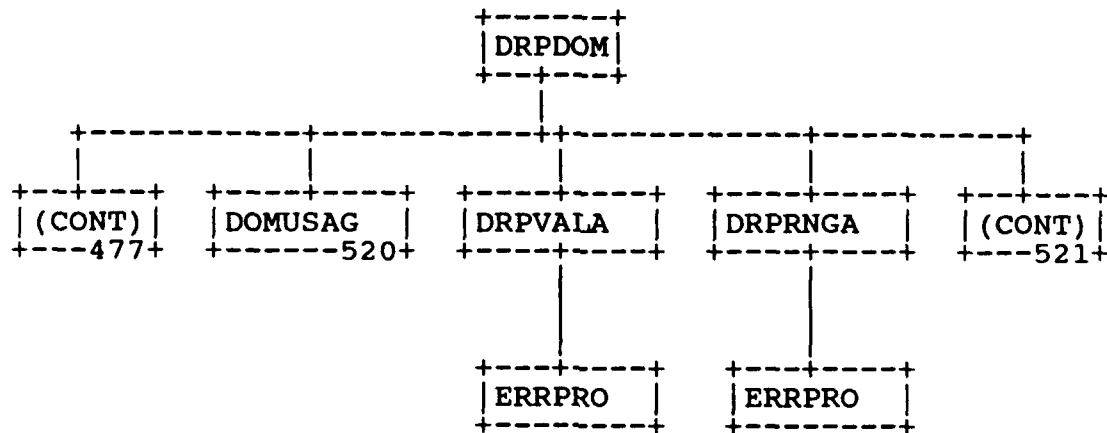 DRPDOM
(CONT) DOMUSAG DRPVALA DRPRNGA (CONT)
477 520 521
ERRPRO ERRPRO